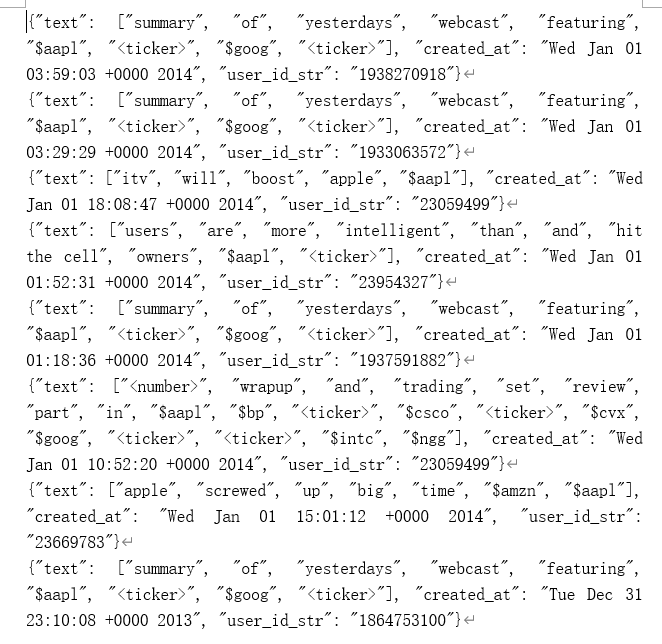 {"text": ["summary", "of", "yesterdays", "webcast", "featuring",
"$aapl", "<ticker>", "$goog", "<ticker>"], "created_at": "Wed Jan 01
03:59:03 +0000 2014", "user_id_str": "1938270918"}↵
{"text": ["summary", "of", "yesterdays", "webcast", "featuring",
"$aapl", "<ticker>", "$goog", "<ticker>"], "created_at": "Wed Jan 01
03:29:29 +0000 2014", "user_id_str": "1933063572"}↵
{"text": ["itv", "will", "boost", "apple", "$aapl"], "created_at": "Wed
Jan 01 18:08:47 +0000 2014", "user_id_str": "23059499"}↵
{"text": ["users", "are", "more", "intelligent", "than", "and", "hit
the cell", "owners", "$aapl", "<ticker>"], "created_at": "Wed Jan 01
01:52:31 +0000 2014", "user_id_str": "23954327"}↵
{"text": ["summary", "of", "yesterdays", "webcast", "featuring",
"$aapl", "<ticker>", "$goog", "<ticker>"], "created_at": "Wed Jan 01
01:18:36 +0000 2014", "user_id_str": "1937591882"}↵
{"text": ["<number>", "wrapup", "and", "trading", "set", "review",
"part", "in", "$aapl", "$bp", "<ticker>", "$csco", "<ticker>", "$cvx",
"$goog", "<ticker>", "<ticker>", "$intc", "$ngg"], "created_at": "Wed
Jan 01 10:52:20 +0000 2014", "user_id_str": "23059499"}↵
{"text": ["apple", "screwed", "up", "big", "time", "$amzn", "$aapl"],
"created_at": "Wed Jan 01 15:01:12 +0000 2014", "user_id_str":
"23669783"}↵
{"text": ["summary", "of", "yesterdays", "webcast", "featuring",
"$aapl", "<ticker>", "$goog", "<ticker>"], "created_at": "Tue Dec 31
23:10:08 +0000 2013", "user_id_str": "1864753100"}↵